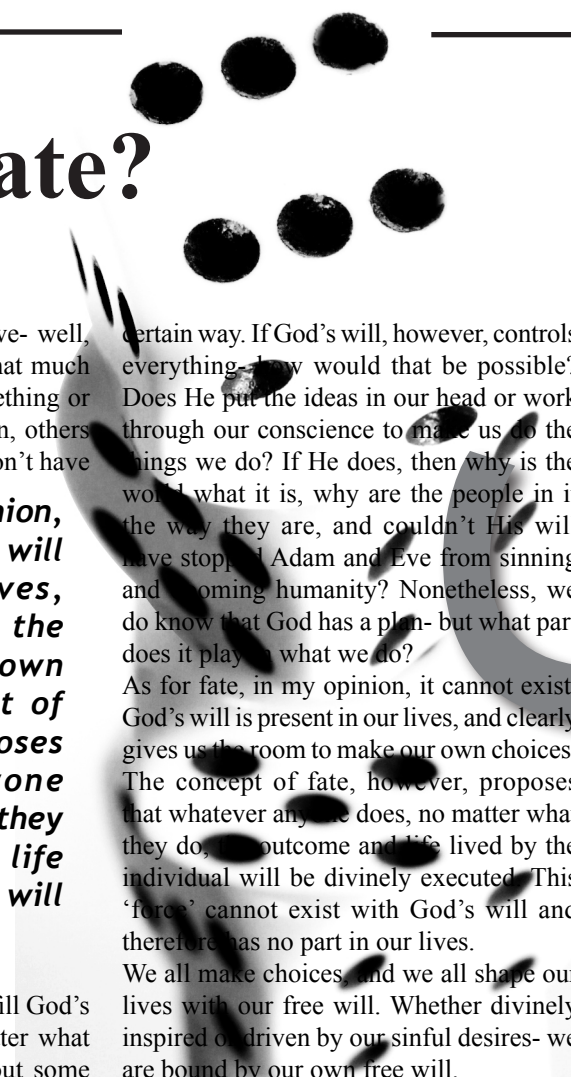 ate?
ve- well,
hat much
ething or
n, others
on't have
nion,
will
ves,
the
own
t of
oses
yone
they
life
will
fill God's
ter what
out some
certain way. If God's will, however, controls
everything- how would that be possible?
Does He put the ideas in our head or work
through our conscience to make us do the
things we do? If He does, then why is the
world what it is, why are the people in i
the way they are, and couldn't His wil
have stopped Adam and Eve from sinning
and dooming humanity? Nonetheless, we
do know that God has a plan- but what par
does it play in what we do?
As for fate, in my opinion, it cannot exist.
God's will is present in our lives, and clearly
gives us the room to make our own choices.
The concept of fate, however, proposes
that whatever anyone does, no matter wha
they do, the outcome and life lived by the
individual will be divinely executed. This
'force' cannot exist with God's will and
therefore has no part in our lives.
We all make choices, and we all shape ou
lives with our free will. Whether divinely
inspired or driven by our sinful desires- we
are bound by our own free will.